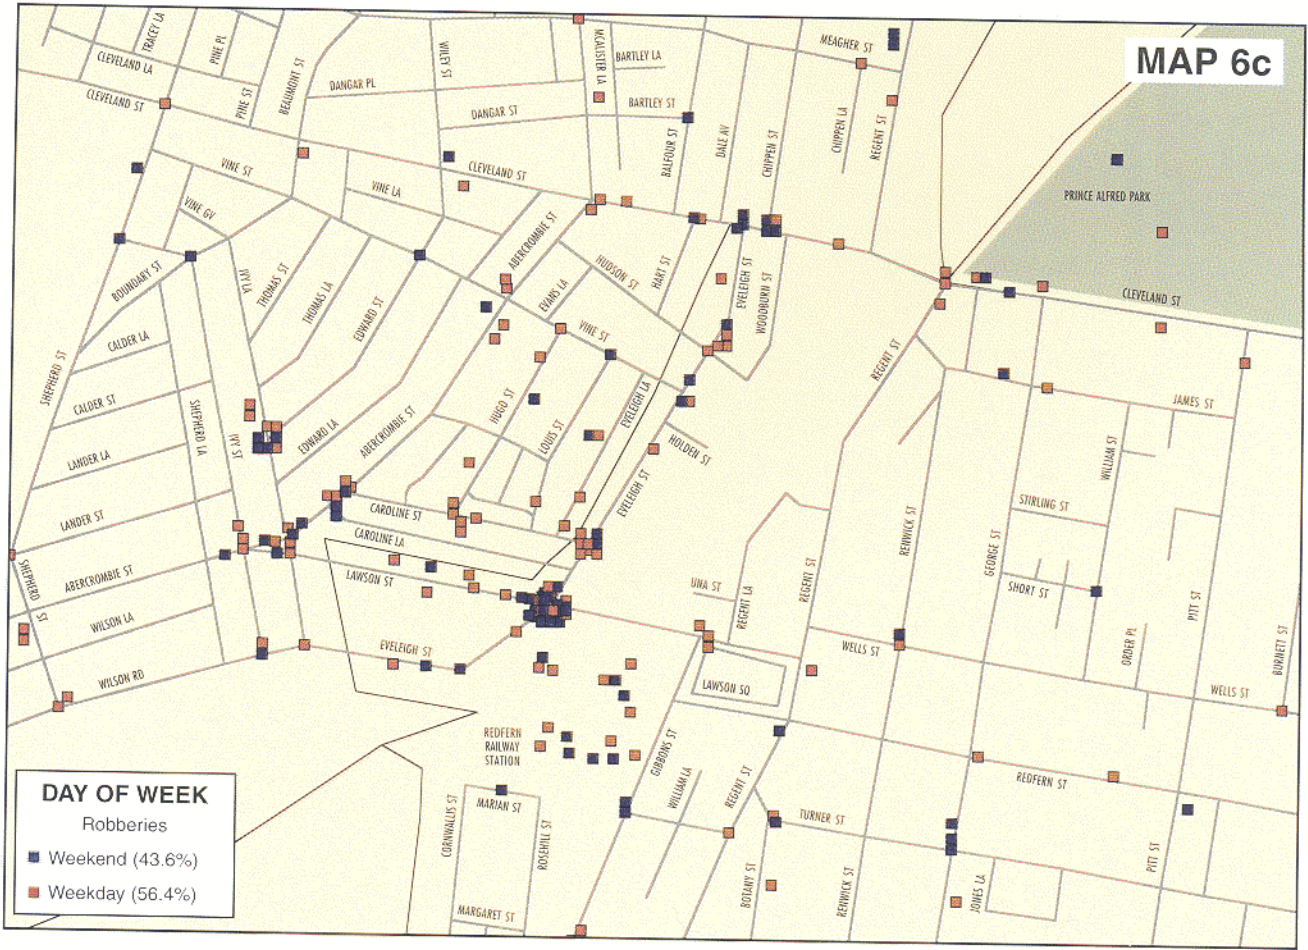 MAP 6c
TRACEY LA
PINE PL
CLEVELAND LA
CLEVELAND ST
PINE ST
BEAUMONT ST
DANGAR PL
WILEY ST
DANGAR ST
MCALISTER LA
BARTLEY LA
BARTLEY ST
BALFOUR ST
DALE AV
CHIPPEN ST
MEAGHER ST
CHIPPEN LA
REGENT ST
PRINCE ALFRED PARK
VINE ST
VINE LA
CLEVELAND ST
VINE GV
ABERCROMBIE ST
HUDSON ST
HART ST
EVELEIGH ST
WOODBURN ST
CLEVELAND ST
BOUNDARY ST
IVY LA
THOMAS ST
THOMAS LA
EDWARD ST
EVANS LA
VINE ST
CALDER LA
SHEPHERD ST
REGENT ST
CALDER ST
SHEPHERD LA
IVY ST
EDWARD LA
ABERCROMBIE ST
HUGO ST
LOUIS ST
EVELEIGH LA
HOLDEN ST
JAMES ST
WILLIAM ST
LANDER LA
LANDER ST
CAROLINE ST
CAROLINE LA
EVELEIGH ST
STIRLING ST
RENWICK ST
GEORGE ST
SHEPHERD ST
ABERCROMBIE ST
LAWSON ST
UNA ST
REGENT LA
REGENT ST
SHORT ST
PITT ST
WILSON LA
EVELEIGH ST
WELLS ST
ORDER PL
BURNETT ST
WILSON RD
LAWSON SQ
WELLS ST
REDFERN
RAILWAY
STATION
GIBBONS ST
WILLIAM LA
REGENT ST
REDFERN ST
MARIAN ST
CORNWALLIS ST
ROSEHILL ST
TURNER ST
BOTANY ST
RENWICK ST
JONES LA
PITT ST
MARGARET ST
DAY OF WEEK
Robberies
Weekend (43.6%)
Weekday (56.4%)